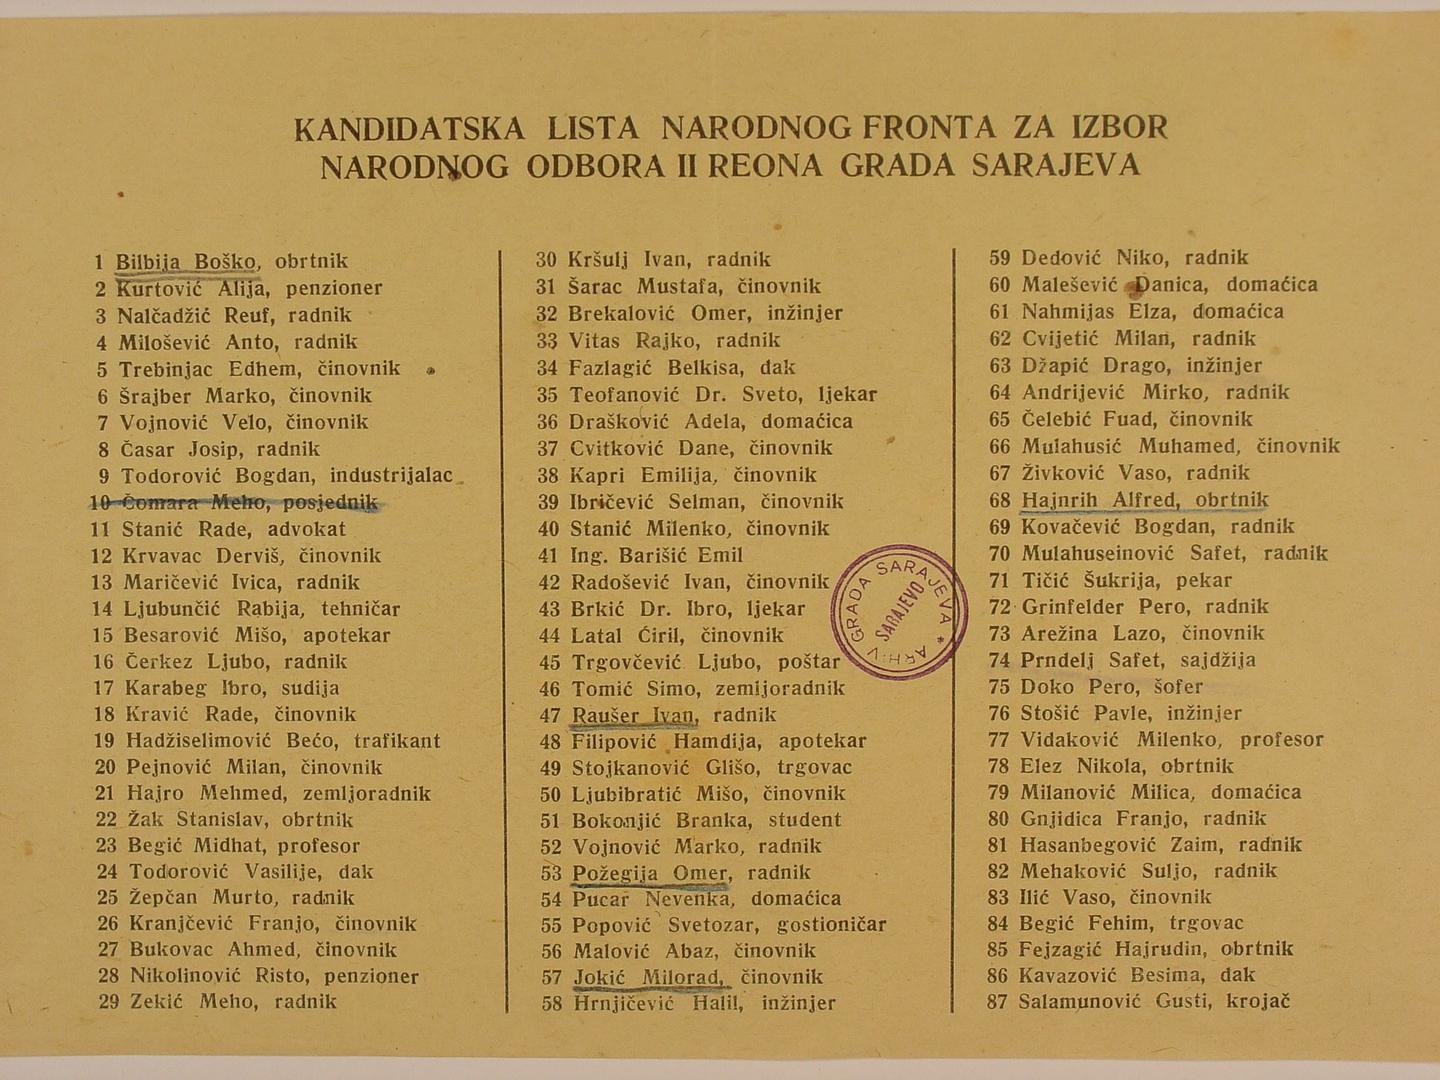 KANDIDATSKA LISTA NARODNOG FRONTA ZA IZBOR
NARODNOG ODBORA II REONA GRADA SARAJEVA
1 Bilbija Boško, obrtnik
2 Kurtović Alija, penzioner
3 Nalčadžić Reuf, radnik
4 Milošević Anto, radnik
5 Trebinjac Edhem, činovnik
6 Šrajber Marko, činovnik
7 Vojnović Velo, činovnik
8 Časar Josip, radnik
9 Todorović Bogdan, industrijalac
10 Čomara Meho, posjednik
11 Stanić Rade, advokat
12 Krvavac Derviš, činovnik
13 Maričević Ivica, radnik
14 Ljubunčić Rabija, tehničar
15 Besarović Mišo, apotekar
16 Čerkez Ljubo, radnik
17 Karabeg Ibro, sudija
18 Kravić Rade, činovnik
19 Hadžiselimović Bećo, trafikant
20 Pejnović Milan, činovnik
21 Hajro Mehmed, zemljoradnik
22 Žak Stanislav, obrtnik
23 Begić Midhat, profesor
24 Todorović Vasilije, dak
25 Žepčan Murto, radnik
26 Kranjčević Franjo, činovnik
27 Bukovac Ahmed, činovnik
28 Nikolinović Risto, penzioner
29 Zekić Meho, radnik
30 Kršulj Ivan, radnik
31 Šarac Mustafa, činovnik
32 Brekalović Omer, inžinjer
33 Vitas Rajko, radnik
34 Fazlagić Belkisa, dak
35 Teofanović Dr. Sveto, ljekar
36 Drašković Adela, domaćica
37 Cvitković Dane, činovnik
38 Kapri Emilija, činovnik
39 Ibričević Selman, činovnik
40 Stanić Milenko, činovnik
41 Ing. Barišić Emil
42 Radošević Ivan, činovnik
43 Brkić Dr. Ibro, ljekar
44 Latal Ćiril, činovnik
45 Trgovčević Ljubo, poštar
46 Tomić Simo, zemljoradnik
47 Raušer Ivan, radnik
48 Filipović Hamdija, apotekar
49 Stojkanović Glišo, trgovac
50 Ljubibratić Mišo, činovnik
51 Bokonjić Branka, student
52 Vojnović Marko, radnik
53 Požegija Omer, radnik
54 Pucar Nevenka, domaćica
55 Popović Svetozar, gostioničar
56 Malović Abaz, činovnik
57 Jokić Milorad, činovnik
58 Hrnjičević Halil, inžinjer
59 Dedović Niko, radnik
60 Malešević Danica, domaćica
61 Nahmijas Elza, domaćica
62 Cvijetić Milan, radnik
63 Džapić Drago, inžinjer
64 Andrijević Mirko, radnik
65 Čelebić Fuad, činovnik
66 Mulahusić Muhamed, činovnik
67 Živković Vaso, radnik
68 Hajnrih Alfred, obrtnik
69 Kovačević Bogdan, radnik
70 Mulahuseinović Safet, radnik
71 Tičić Šukrija, pekar
72 Grinfelder Pero, radnik
73 Arežina Lazo, činovnik
74 Prndelj Safet, sajdžija
75 Doko Pero, šofer
76 Stošić Pavle, inžinjer
77 Vidaković Milenko, profesor
78 Elez Nikola, obrtnik
79 Milanović Milica, domaćica
80 Gnjidica Franjo, radnik
81 Hasanbegović Zaim, radnik
82 Mehaković Suljo, radnik
83 Ilić Vaso, činovnik
84 Begić Fehim, trgovac
85 Fejzagić Hajrudin, obrtnik
86 Kavazović Besima, dak
87 Salamunović Gusti, krojač
ARHIV GRADA SARAJEVA *
SARAJEVO